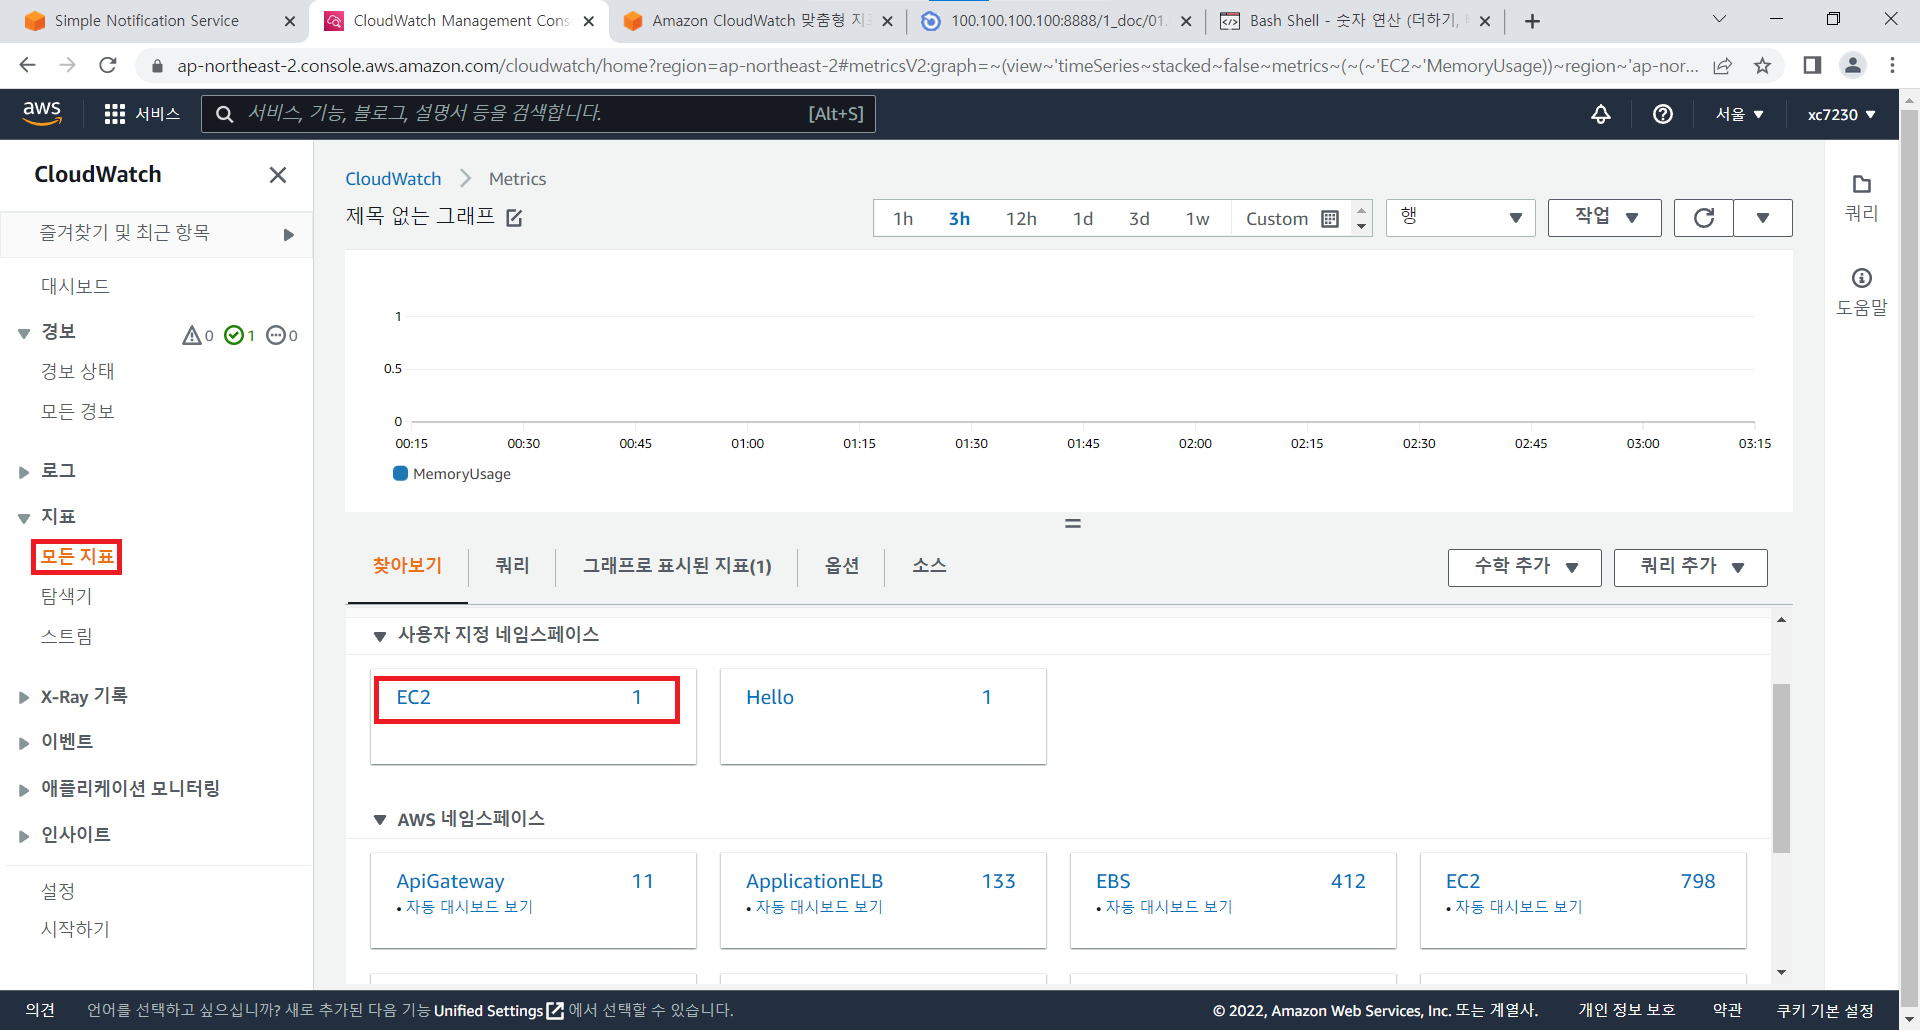 Simple Notification Service
CloudWatch Management Cons
Amazon CloudWatch 맞춤형 지표
100.100.100.100:8888/1_doc/01.
Bash Shell - 숫자 연산 (더하기,
ap-northeast-2.console.aws.amazon.com/cloudwatch/home?region=ap-northeast-2#metricsV2:graph=~(view~'timeSeries~stacked~false~metrics~(~(~'EC2~'MemoryUsage))~region~'ap-nor...
aws
서비스
서비스, 기능, 블로그, 설명서 등을 검색합니다.
[Alt+S]
서울
xc7230
CloudWatch
즐겨찾기 및 최근 항목
대시보드
경보
0
1
0
경보 상태
모든 경보
로그
지표
모든 지표
탐색기
스트림
X-Ray 기록
이벤트
애플리케이션 모니터링
인사이트
설정
시작하기
CloudWatch
Metrics
제목 없는 그래프
1h
3h
12h
1d
3d
1w
Custom
행
작업
1
0.5
0
00:15
00:30
00:45
01:00
01:15
01:30
01:45
02:00
02:15
02:30
02:45
03:00
03:15
MemoryUsage
찾아보기
쿼리
그래프로 표시된 지표(1)
옵션
소스
수학 추가
쿼리 추가
사용자 지정 네임스페이스
EC2 1
Hello 1
AWS 네임스페이스
ApiGateway 11
• 자동 대시보드 보기
ApplicationELB 133
• 자동 대시보드 보기
EBS 412
• 자동 대시보드 보기
EC2 798
• 자동 대시보드 보기
쿼리
도움말
의견
언어를 선택하고 싶으십니까? 새로 추가된 다음 기능 Unified Settings 에서 선택할 수 있습니다.
© 2022, Amazon Web Services, Inc. 또는 계열사.
개인 정보 보호
약관
쿠키 기본 설정